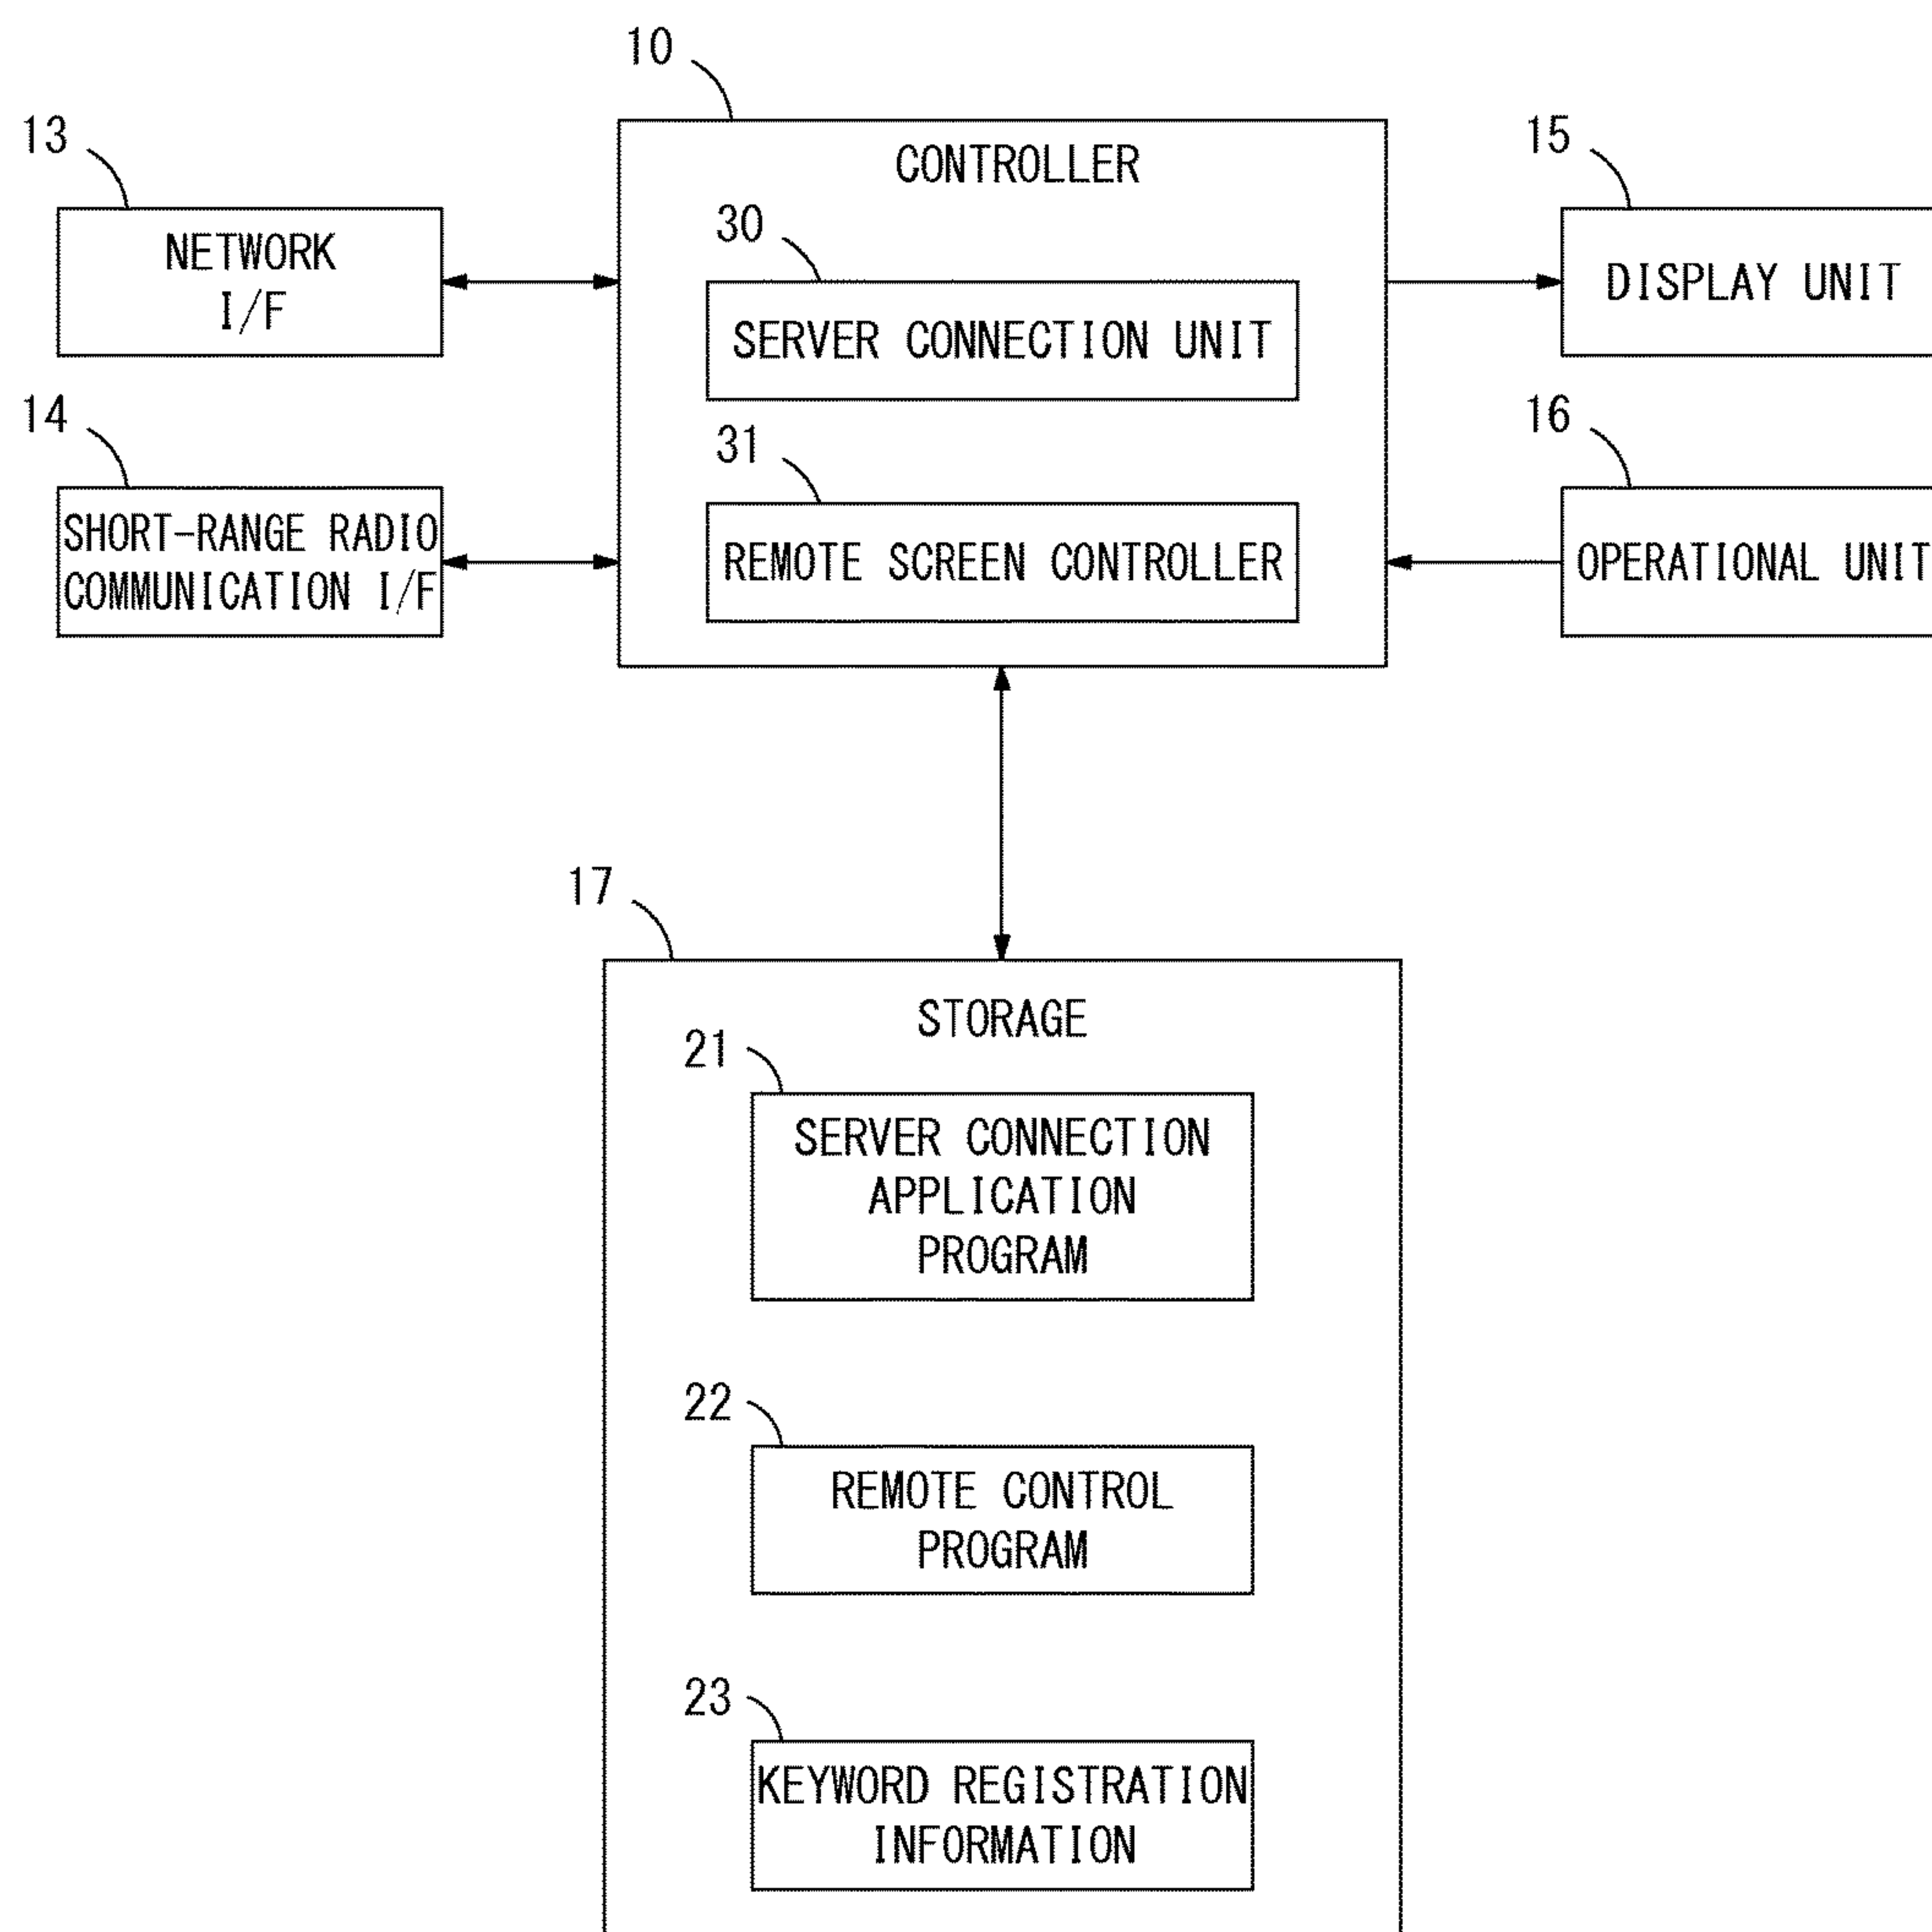 10
13
CONTROLLER
15
NETWORK
I/F
30
DISPLAY UNIT
SERVER CONNECTION UNIT
14
31
16
SHORT-RANGE RADIO
COMMUNICATION I/F
REMOTE SCREEN CONTROLLER
OPERATIONAL UNIT
17
STORAGE
21
SERVER CONNECTION
APPLICATION
PROGRAM
22
REMOTE CONTROL
PROGRAM
23
KEYWORD REGISTRATION
INFORMATION